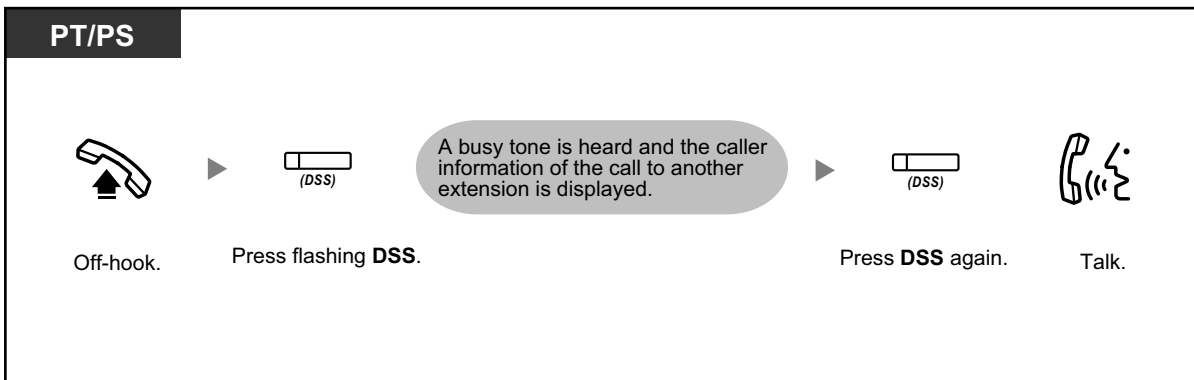 PT/PS
(DSS)
A busy tone is heard and the caller
information of the call to another
extension is displayed.
(DSS)
Off-hook.
Press flashing DSS.
Press DSS again.
Talk.